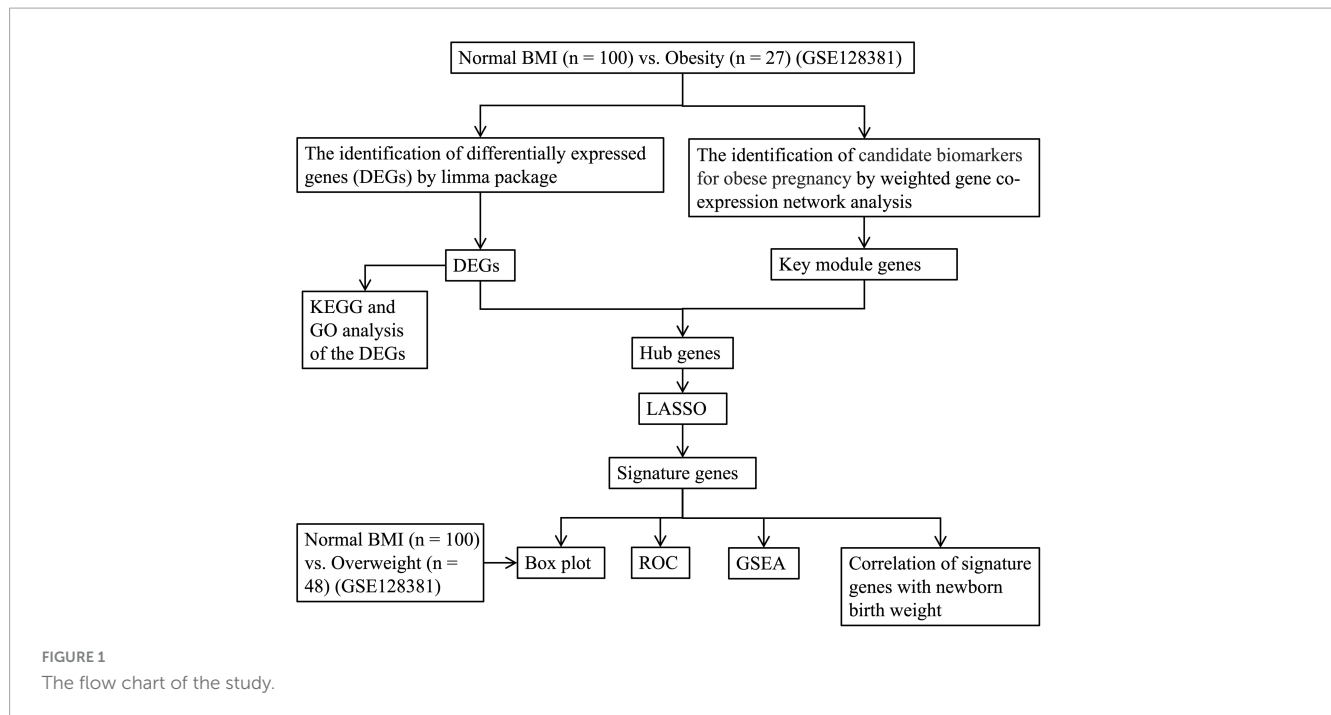 Normal BMI (n = 100) vs. Obesity (n = 27) (GSE128381)
The identification of differentially expressed
genes (DEGs) by limma package
The identification of candidate biomarkers
for obese pregnancy by weighted gene co-
expression network analysis
DEGs
Key module genes
KEGG and
GO analysis
of the DEGs
Hub genes
LASSO
Signature genes
Normal BMI (n = 100)
vs. Overweight (n =
48) (GSE128381)
Box plot
ROC
GSEA
Correlation of signature
genes with newborn
birth weight
FIGURE 1
The flow chart of the study.